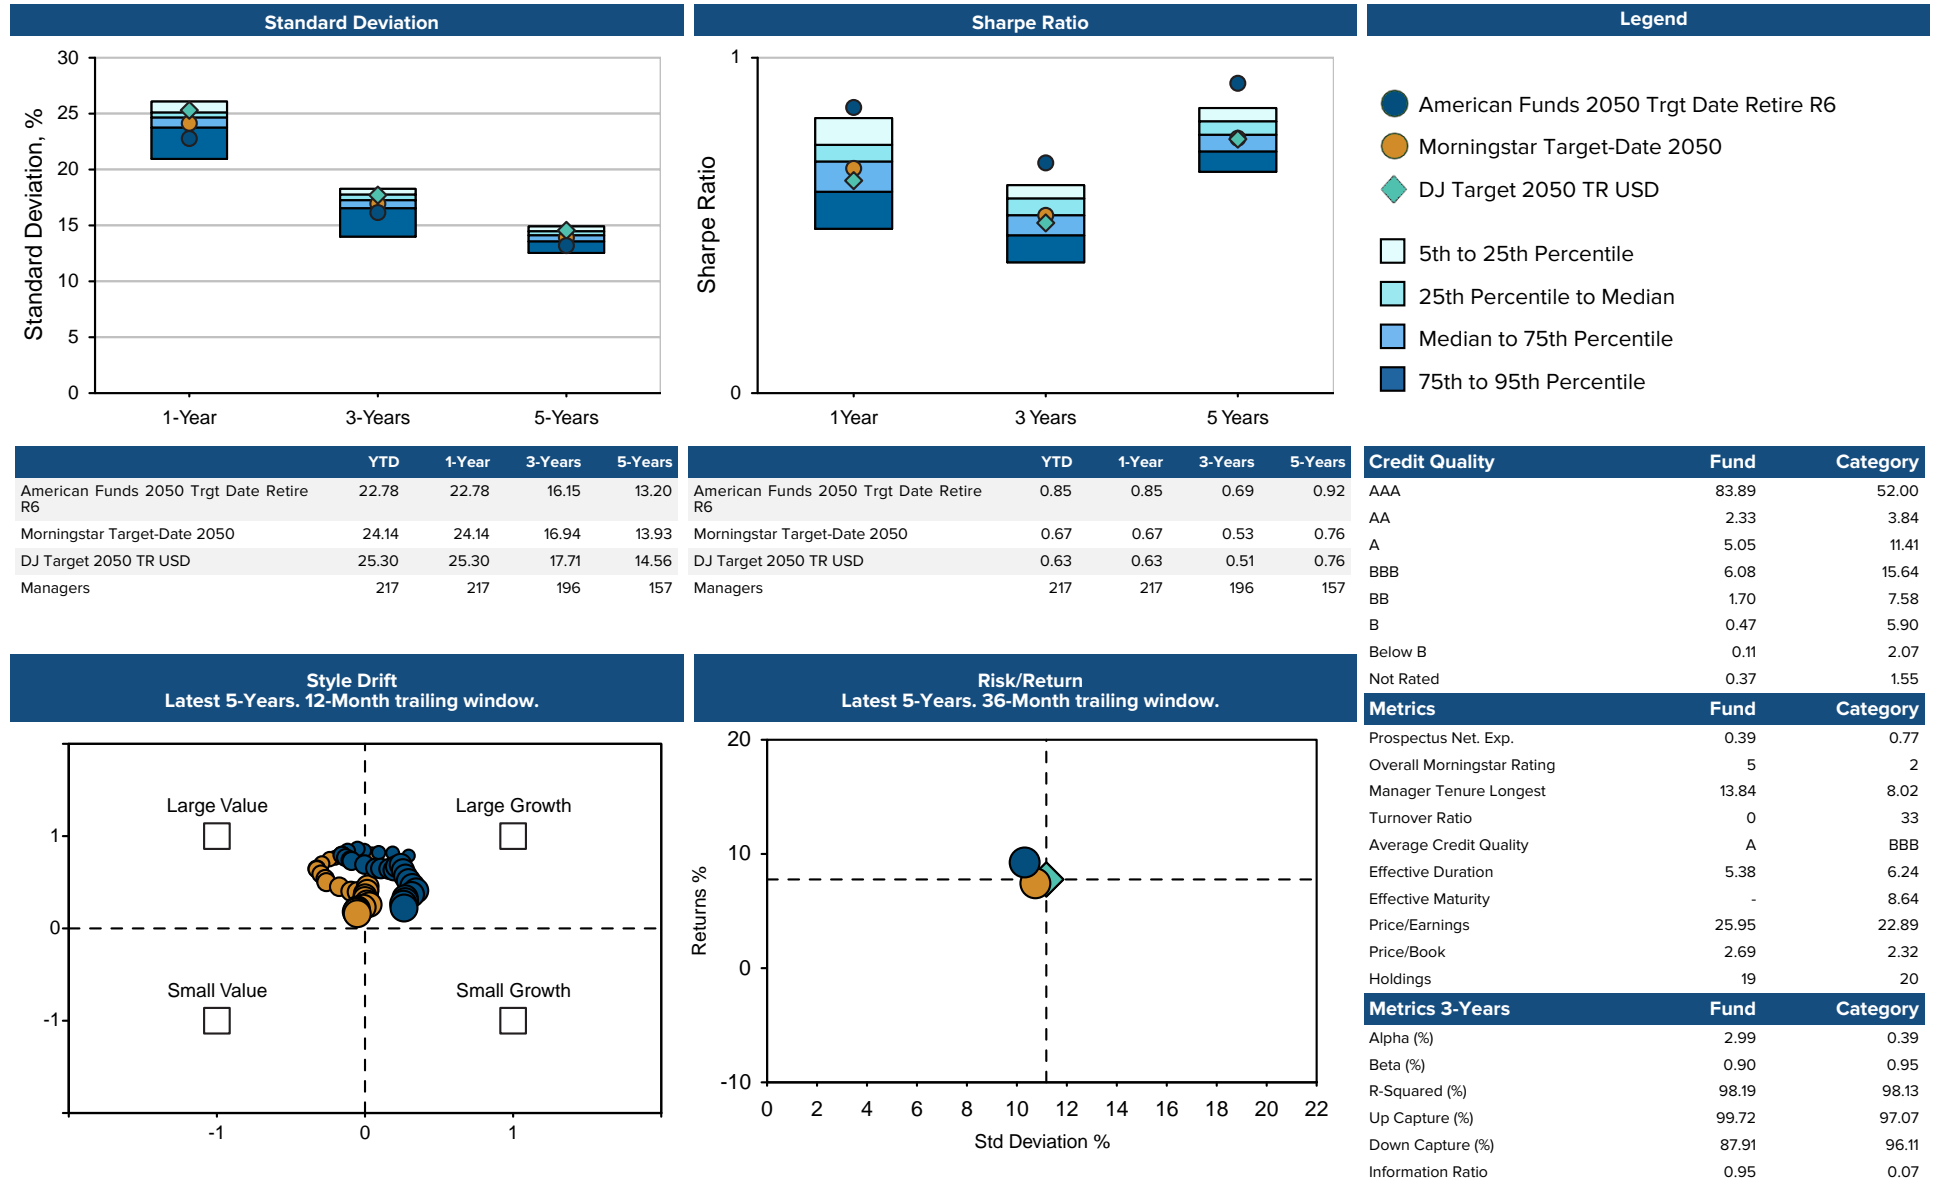 Standard Deviation
30
25
20
15
10
5
0
Standard Deviation, %
1-Year
3-Years
5-Years
Sharpe Ratio
1
0
Sharpe Ratio
1 Year
3 Years
5 Years
Legend
American Funds 2050 Trgt Date Retire R6
Morningstar Target-Date 2050
DJ Target 2050 TR USD
5th to 25th Percentile
25th Percentile to Median
Median to 75th Percentile
75th to 95th Percentile
YTD 1-Year 3-Years 5-Years
American Funds 2050 Trgt Date Retire 22.78 22.78 16.15 13.20
R6
Morningstar Target-Date 2050 24.14 24.14 16.94 13.93
DJ Target 2050 TR USD 25.30 25.30 17.71 14.56
Managers 217 217 196 157
YTD 1-Year 3-Years 5-Years
American Funds 2050 Trgt Date Retire 0.85 0.85 0.69 0.92
R6
Morningstar Target-Date 2050 0.67 0.67 0.53 0.76
DJ Target 2050 TR USD 0.63 0.63 0.51 0.76
Managers 217 217 196 157
Credit Quality Fund Category
AAA 83.89 52.00
AA 2.33 3.84
A 5.05 11.41
BBB 6.08 15.64
BB 1.70 7.58
B 0.47 5.90
Below B 0.11 2.07
Not Rated 0.37 1.55
Metrics Fund Category
Prospectus Net. Exp. 0.39 0.77
Overall Morningstar Rating 5 2
Manager Tenure Longest 13.84 8.02
Turnover Ratio 0 33
Average Credit Quality A BBB
Effective Duration 5.38 6.24
Effective Maturity - 8.64
Price/Earnings 25.95 22.89
Price/Book 2.69 2.32
Holdings 19 20
Metrics 3-Years Fund Category
Alpha (%) 2.99 0.39
Beta (%) 0.90 0.95
R-Squared (%) 98.19 98.13
Up Capture (%) 99.72 97.07
Down Capture (%) 87.91 96.11
Information Ratio 0.95 0.07
Style Drift
Latest 5-Years. 12-Month trailing window.
Large Value Large Growth
1
0
Small Value Small Growth
-1
-1 0 1
Risk/Return
Latest 5-Years. 36-Month trailing window.
20
10
0
-10
Returns %
0 2 4 6 8 10 12 14 16 18 20 22
Std Deviation %